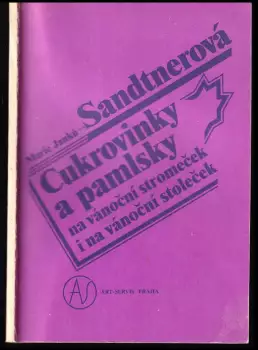 Marie Janků-
Sandtnerová
Cukrovinky
a pamlsky
na vánoční stromeček
i na vánoční stoleček
AS
ART-SERVIS PRAHA